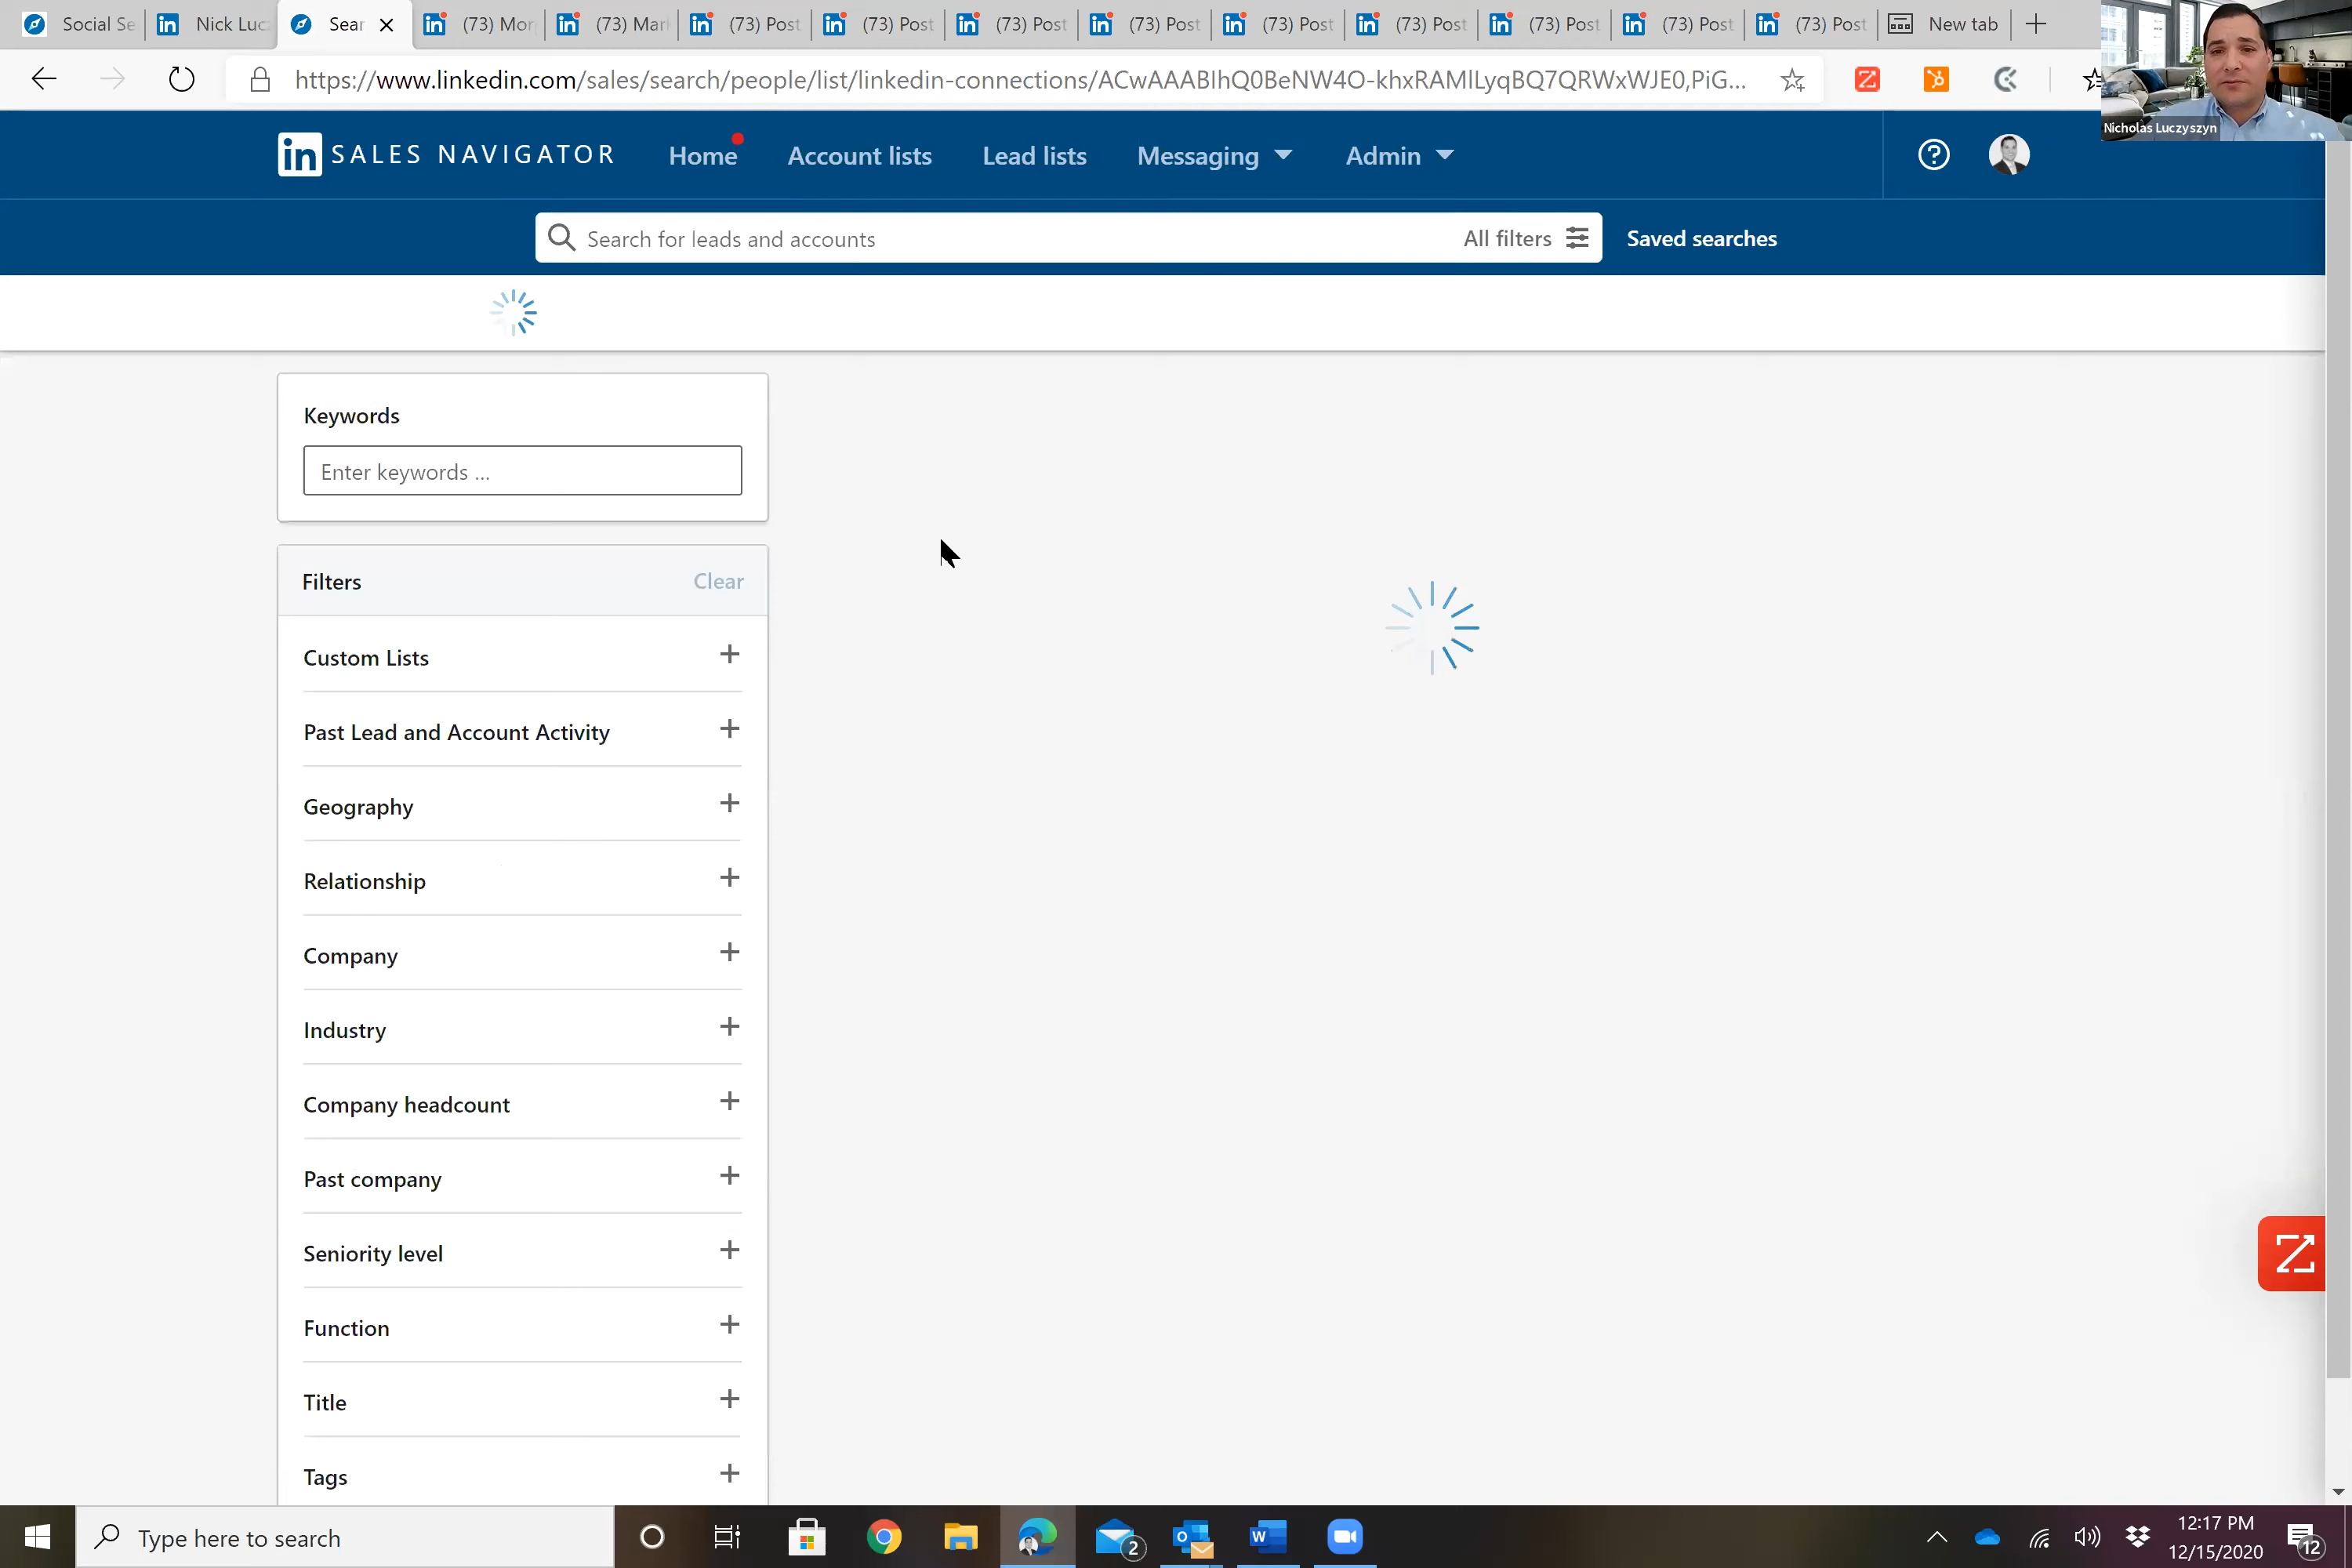 Social Se
Nick Luc
Sear
(73) Mor
(73) Mar
(73) Post
(73) Post
(73) Post
(73) Post
(73) Post
(73) Post
(73) Post
(73) Post
(73) Post
New tab
https://www.linkedin.com/sales/search/people/list/linkedin-connections/ACwAAABlhQ0BeNW4O-khxRAMlLyqBQ7QRWxWJE0,PiG...
Nicholas Luczyszyn
in SALES NAVIGATOR
Home
Account lists
Lead lists
Messaging
Admin
Search for leads and accounts
All filters
Saved searches
Keywords
Enter keywords ...
Filters
Clear
Custom Lists
Past Lead and Account Activity
Geography
Relationship
Company
Industry
Company headcount
Past company
Seniority level
Function
Title
Tags
Type here to search
2
12:17 PM
12/15/2020
12